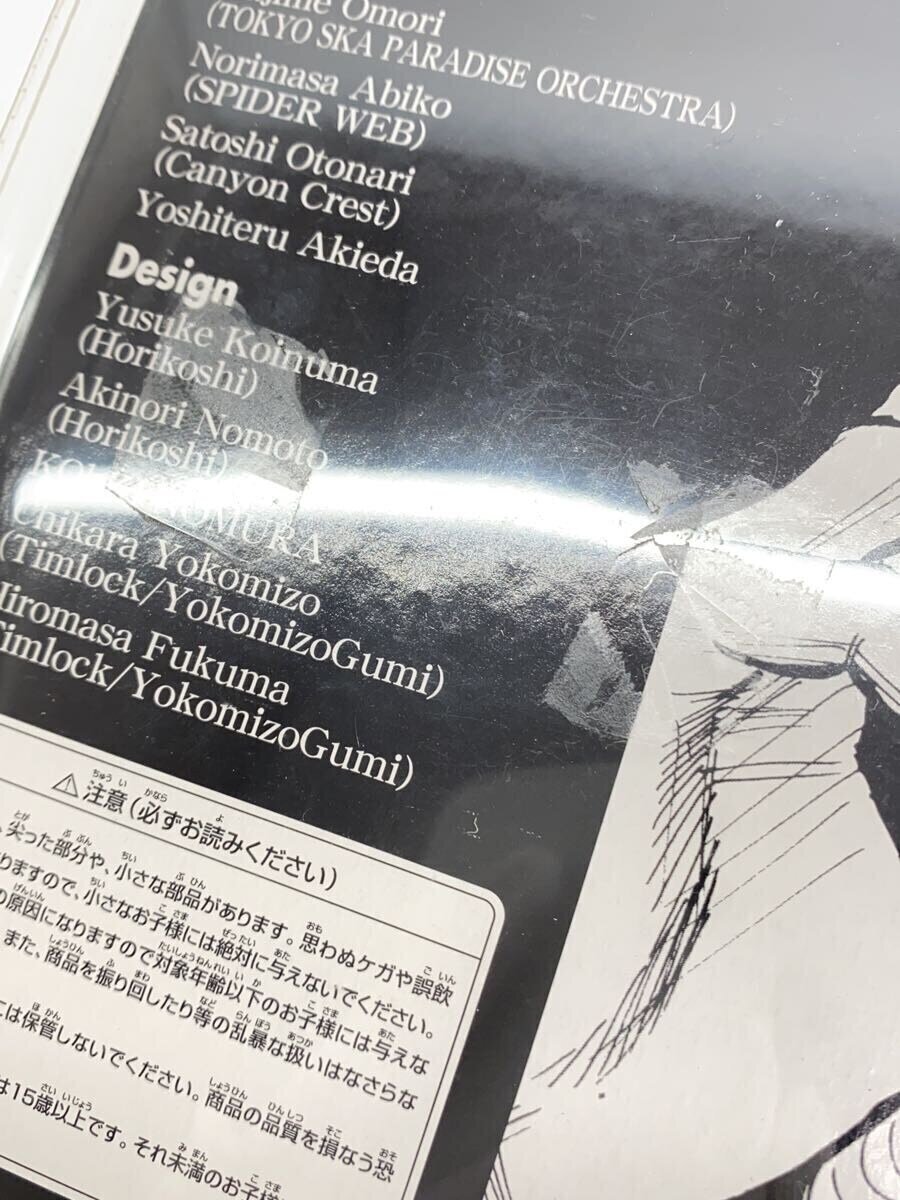 Omori
(TOKYO SKA PARADISE ORCHESTRA)
Norimasa Abiko
(SPIDER WEB)
Satoshi Otonari
(Canyon Crest)
Yoshiteru Akieda
Design
Yusuke Koinuma
(Horikoshi)
Akinori Nomoto
(Horikoshi)
NOMURA
Chikara Yokomizo
(Timlock/YokomizoGumi)
Hiromasa Fukuma
Timlock/YokomizoGumi)
⚠注意(必ずお読みください)
尖った部分や、小さな部品があります。思わぬケガや誤飲
りますので、小さなお子様には絶対に与えないでください。
の原因になりますので対象年齢以下のお子様には与えな
また、商品を振り回したり等の乱暴な扱いはなさらな
には保管しないでください。商品の品質を損なう恐
は15歳以上です。それ未満のお子様